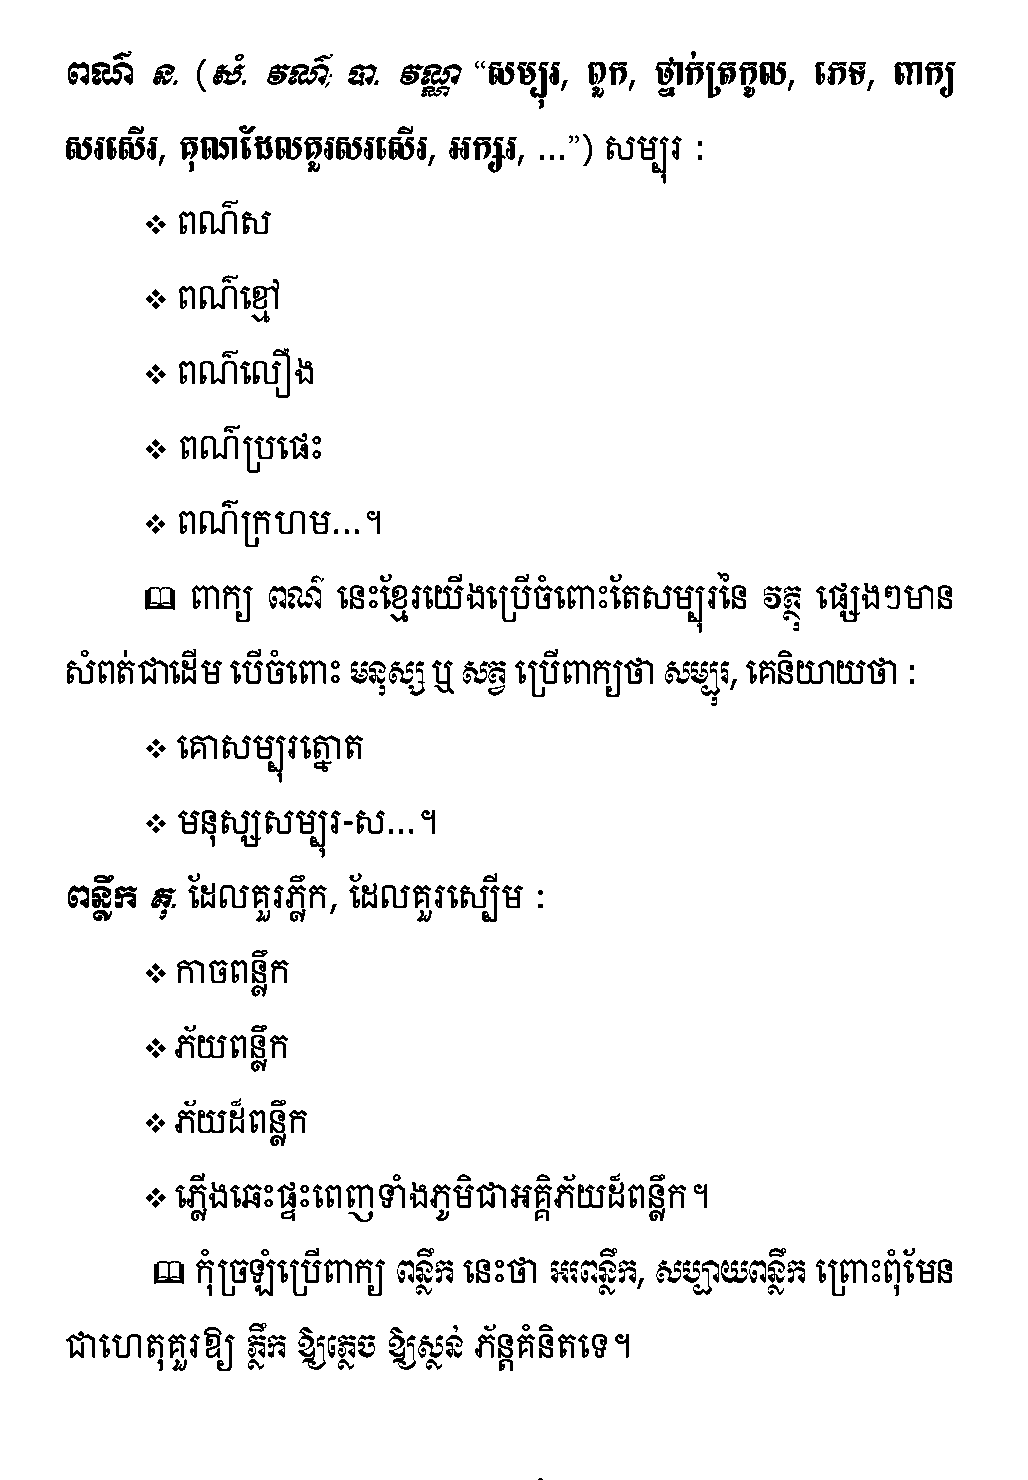 ពណ៌ ន. (សំ. វណ៌; បា. វណ្ណ “សម្បុរ, ពួក, ថ្នាក់ត្រកូល, ភេទ, ពាក្យ
សរសើរ, គុណដែលគួរសរសើរ, អក្សរ, ...”) សម្បុរ :
❖ ពណ៌ស
❖ ពណ៌ខ្មៅ
❖ ពណ៌លឿង
❖ ពណ៌ប្រផេះ
❖ ពណ៌ក្រហម...។
🕮 ពាក្យ ពណ៌ នេះខ្មែរយើងប្រើចំពោះតែសម្បុរនៃ វត្ថុ ផ្សេងៗមាន
សំពត់ជាដើម បើចំពោះ មនុស្ស ឬ សត្វ ប្រើពាក្យថា សម្បុរ, គេនិយាយថា :
❖ គោសម្បុរត្នោត
❖ មនុស្សសម្បុរ-ស...។
ពន្លឹក គុ. ដែលគួរភ្លឹក, ដែលគួរស្បើម :
❖ កាចពន្លឹក
❖ ភ័យពន្លឹក
❖ ភ័យដ៏ពន្លឹក
❖ ភ្លើងឆេះផ្ទះពេញទាំងភូមិជាអគ្គិភ័យដ៏ពន្លឹក។
🕮 កុំច្រឡំប្រើពាក្យ ពន្លឹក នេះថា អរពន្លឹក, សប្បាយពន្លឹក ព្រោះពុំមែន
ជាហេតុគួរឱ្យ ភ្លឹក ឱ្យភ្លេច ឱ្យស្លន់ ភ័ន្តគំនិតទេ។